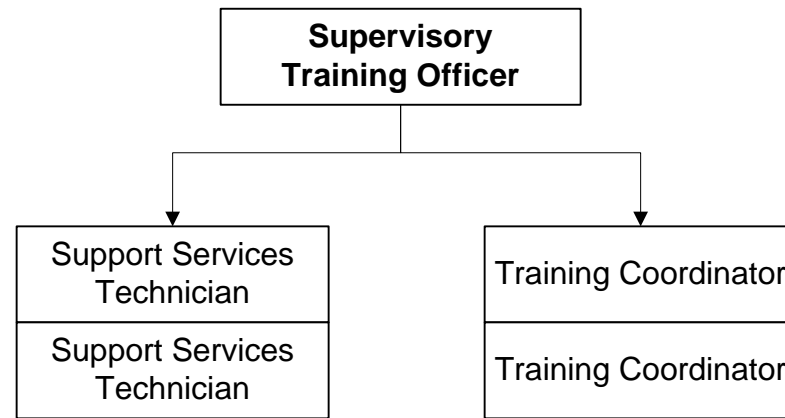 Supervisory
Training Officer
Support Services
Technician
Support Services
Technician
Training Coordinator
Training Coordinator